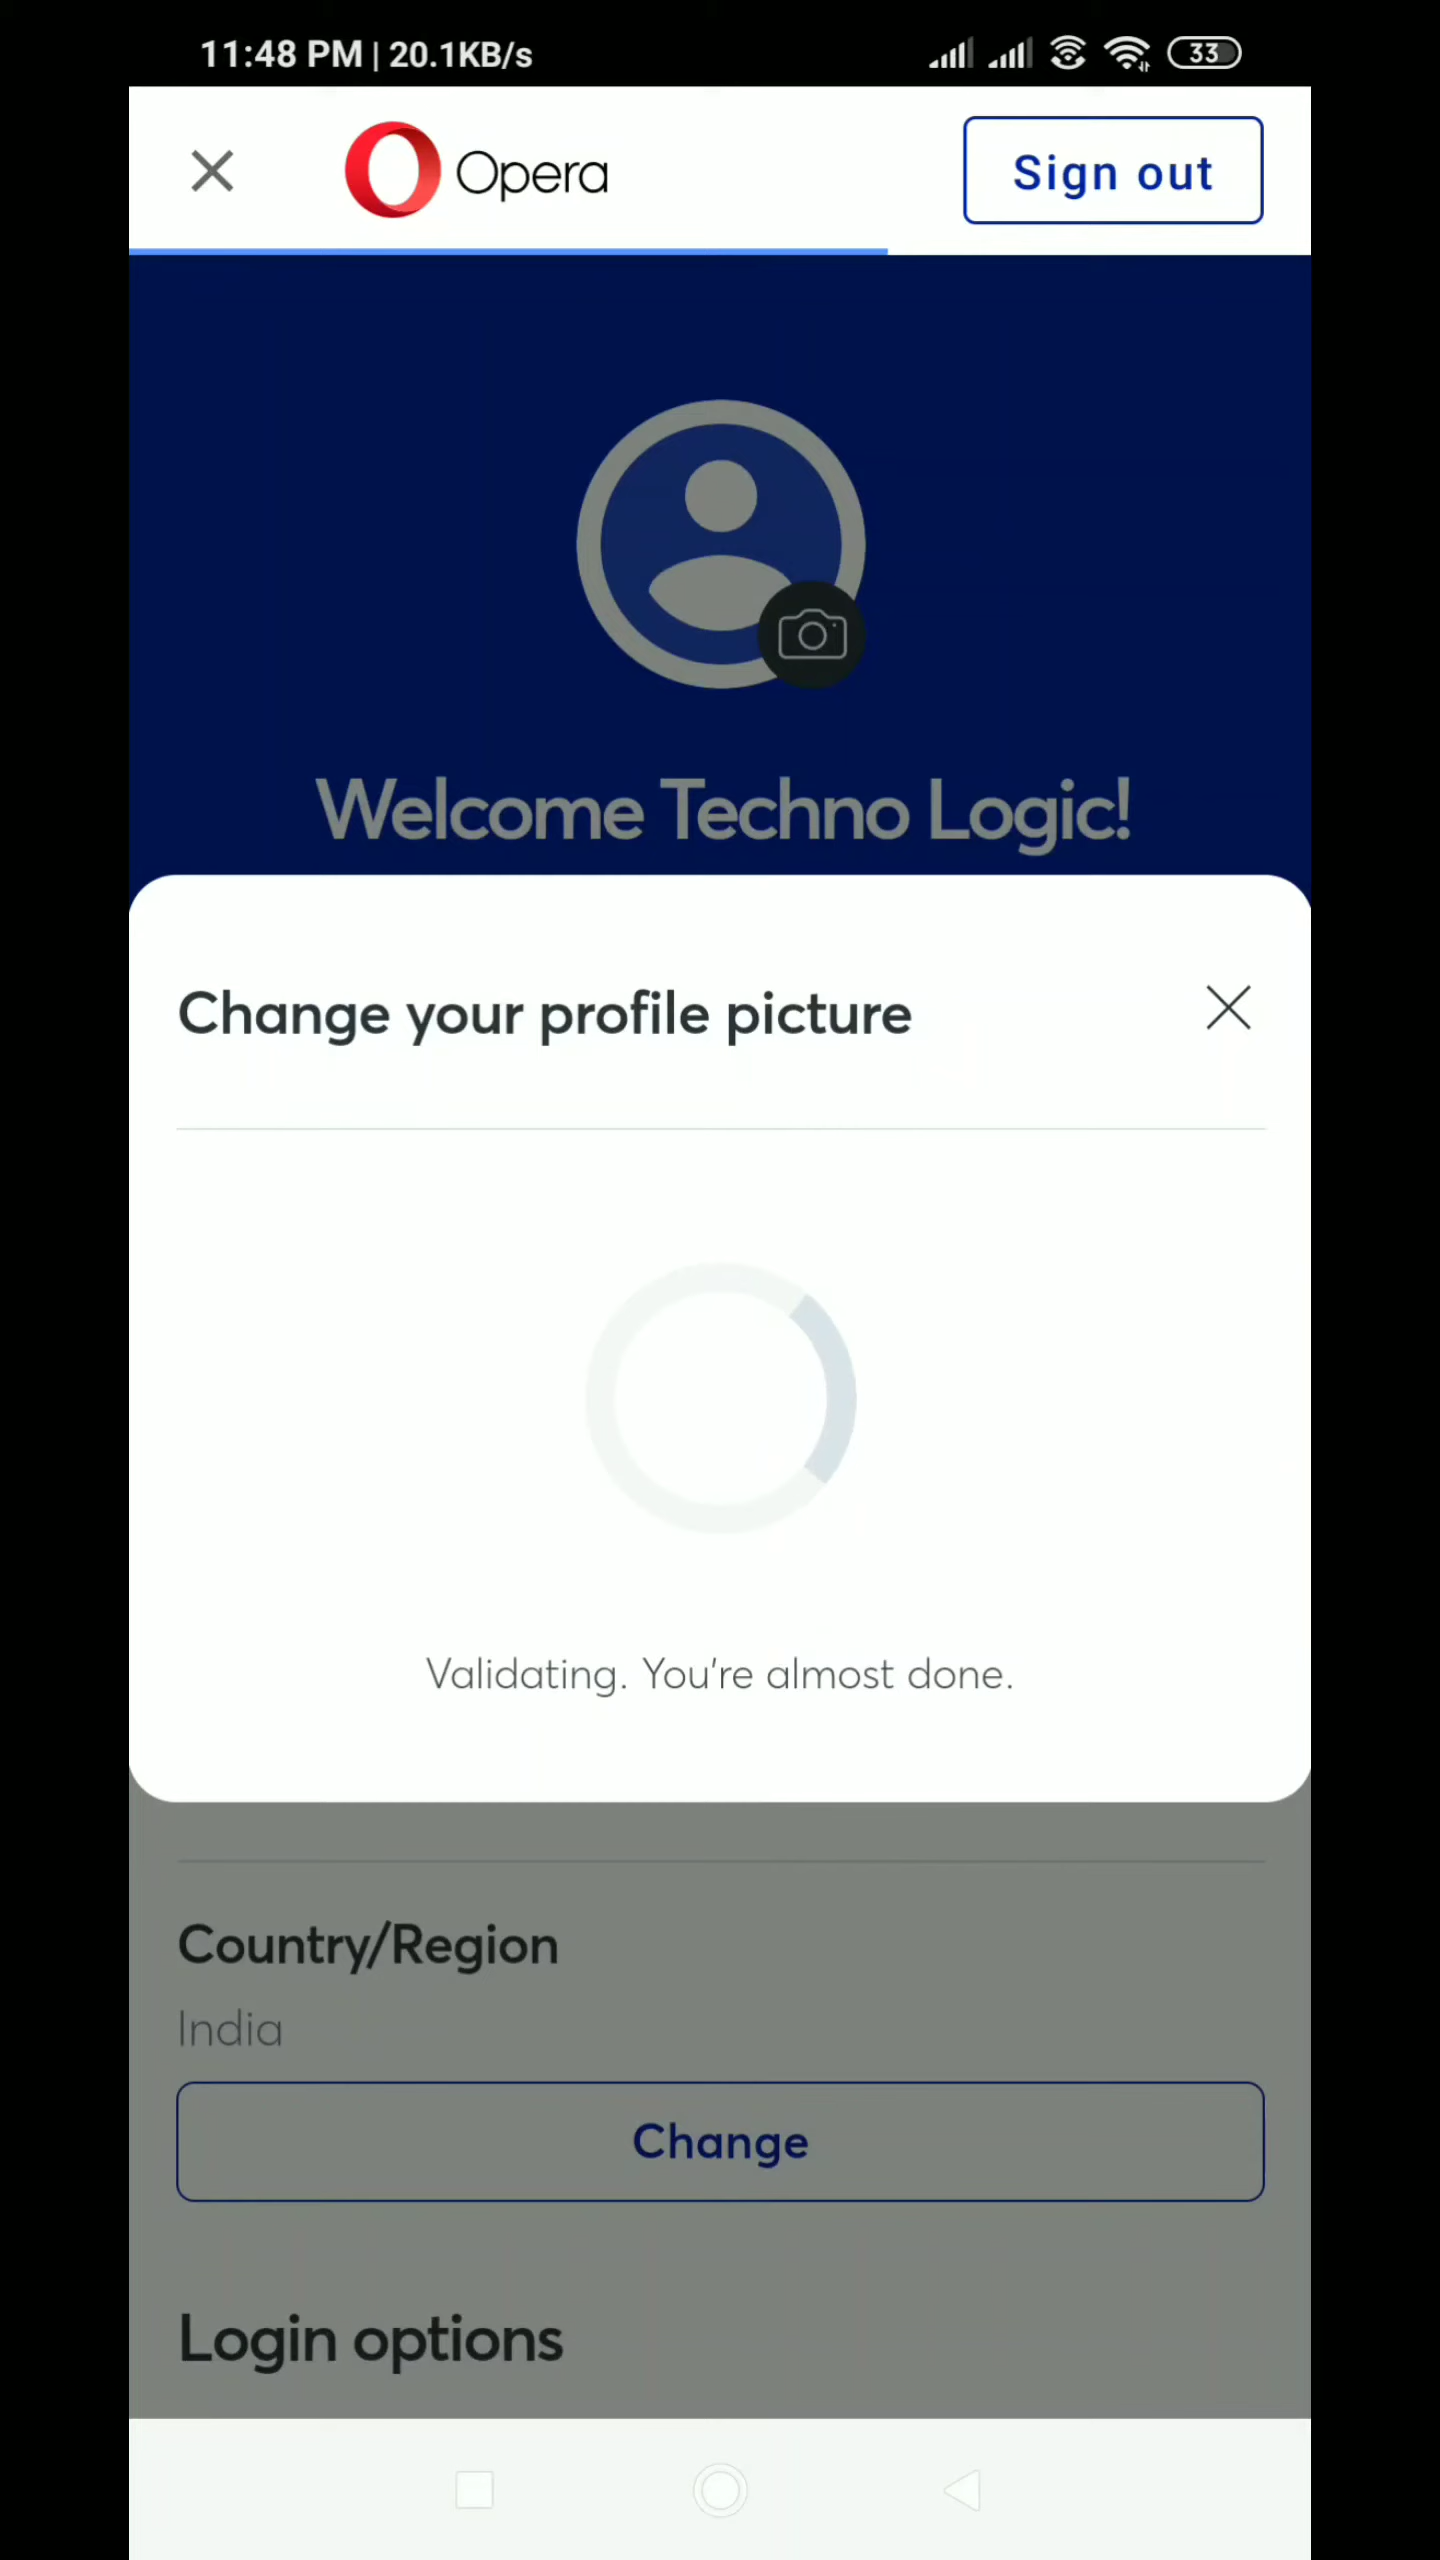 11:48 PM | 20.1KB/s
33
Opera
Sign out
Welcome Techno Logic!
Change your profile picture
Validating. You're almost done.
Country/Region
India
Change
Login options